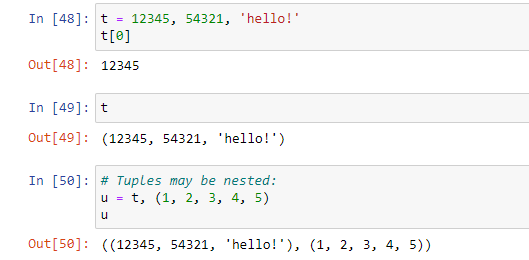 In [48]: t = 12345, 54321, 'hello!'
t[0]
Out[48]: 12345
In [49]: t
Out[49]: (12345, 54321, 'hello!')
In [50]: # Tuples may be nested:
u = t, (1, 2, 3, 4, 5)
u
Out[50]: ((12345, 54321, 'hello!'), (1, 2, 3, 4, 5))